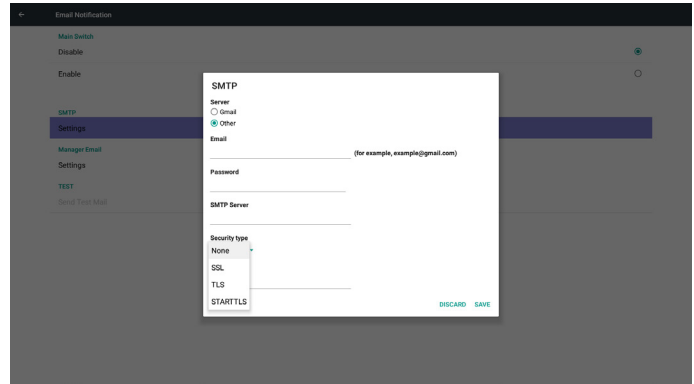 Email Notification
Main Switch
Disable
Enable
SMTP
Settings
Manager Email
Settings
TEST
Send Test Mail
SMTP
Server
Gmail
Other
Email
(for example, example@gmail.com)
Password
SMTP Server
Security type
None
SSL
TLS
STARTTLS
DISCARD SAVE